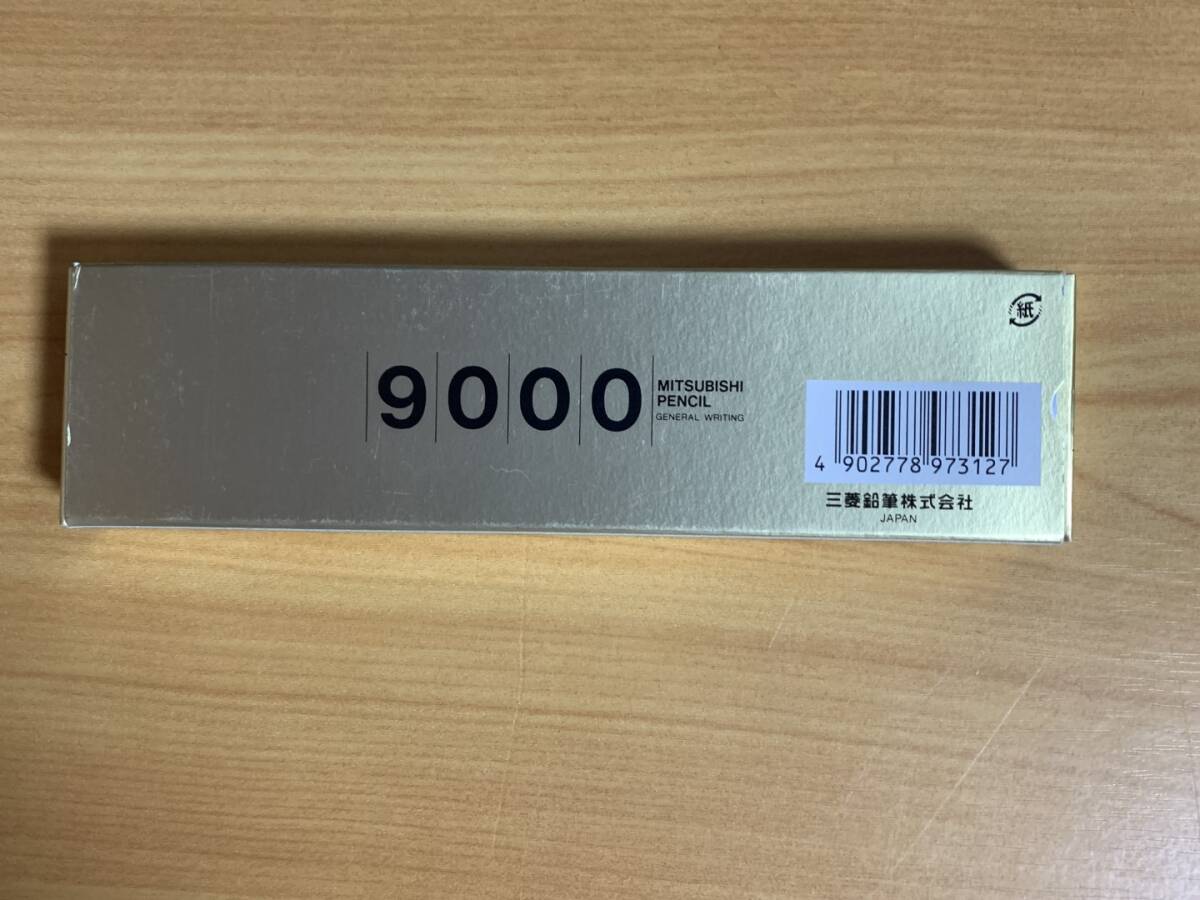 紙
9000
MITSUBISHI
PENCIL
GENERAL WRITING
4 902778 973127
三菱鉛筆株式会社
JAPAN